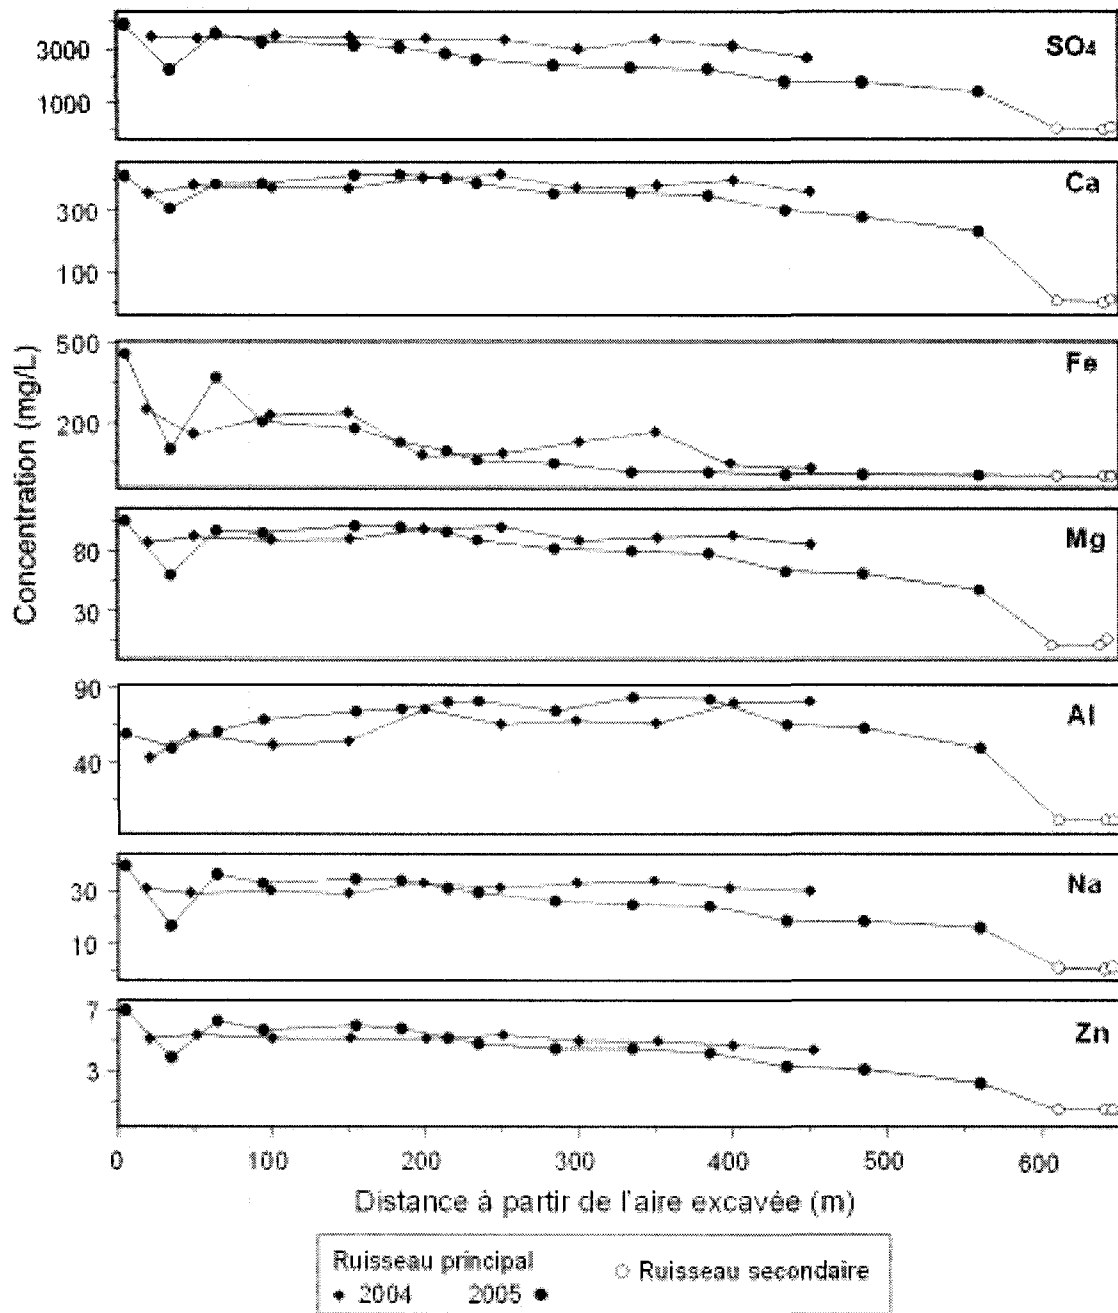 SO4
3000
1000
Ca
300
100
Concentration (mg/L)
Fe
500
200
Mg
80
30
Al
90
40
Na
30
10
Zn
7
3
0 100 200 300 400 500 600
Distance à partir de l'aire excavée (m)
Ruisseau principal
2004 2005
Ruisseau secondaire